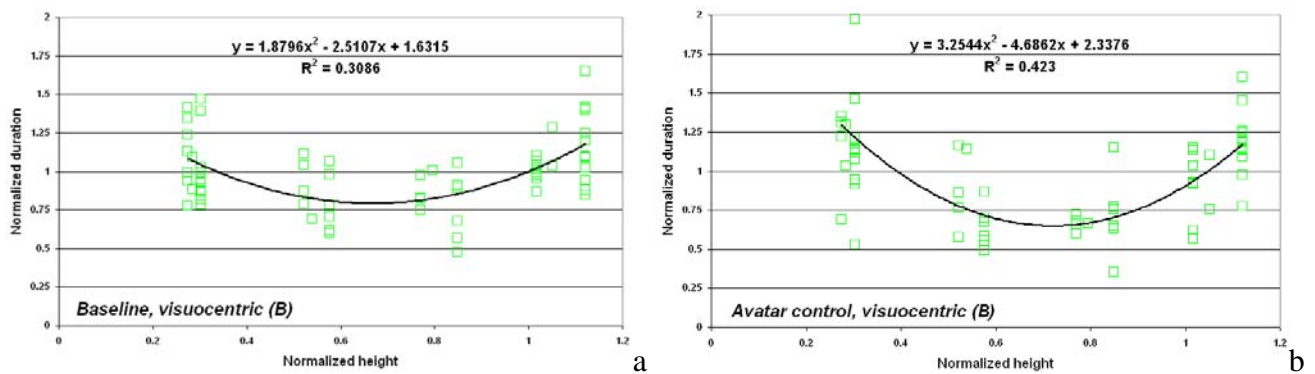 2
y = 1.8796x² - 2.5107x + 1.6315
R² = 0.3086
1.75
1.5
1.25
1
0.75
0.5
0.25
0
Normalized duration
Baseline, visuocentric (B)
0 0.2 0.4 0.6 0.8 1 1.2
Normalized height
a
2
y = 3.2544x² - 4.6862x + 2.3376
R² = 0.423
1.75
1.5
1.25
1
0.75
0.5
0.25
0
Normalized duration
Avatar control, visuocentric (B)
0 0.2 0.4 0.6 0.8 1 1.2
Normalized height
b